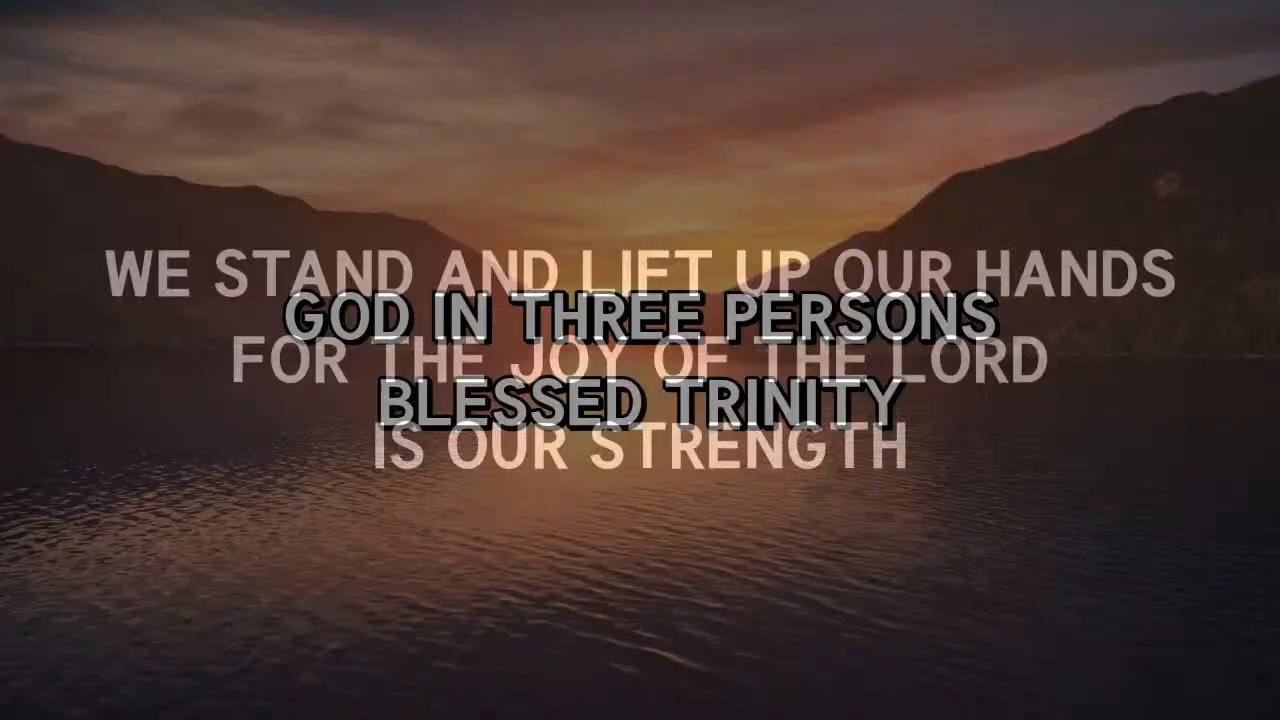 WE STAND AND LIFT UP OUR HANDS
GOD IN THREE PERSONS
FOR THE JOY OF THE LORD
BLESSED TRINITY
IS OUR STRENGTH